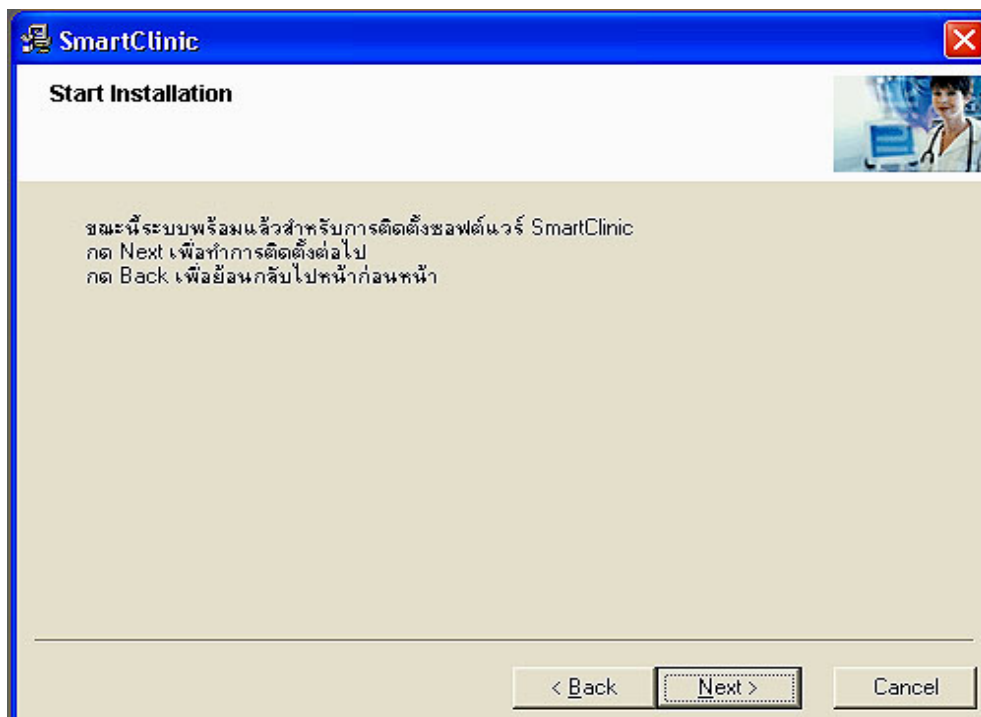 SmartClinic
Start Installation
ขณะนี้ระบบพร้อมแล้วสำหรับการติดตั้งซอฟต์แวร์ SmartClinic
กด Next เพื่อทำการติดตั้งต่อไป
กด Back เพื่อย้อนกลับไปหน้าก่อนหน้า
< Back Next > Cancel